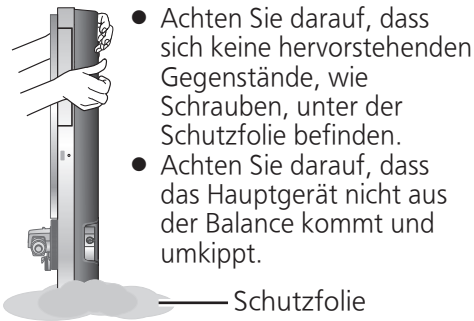 ● Achten Sie darauf, dass
sich keine hervorstehenden
Gegenstände, wie
Schrauben, unter der
Schutzfolie befinden.
● Achten Sie darauf, dass
das Hauptgerät nicht aus
der Balance kommt und
umkippt.
Schutzfolie